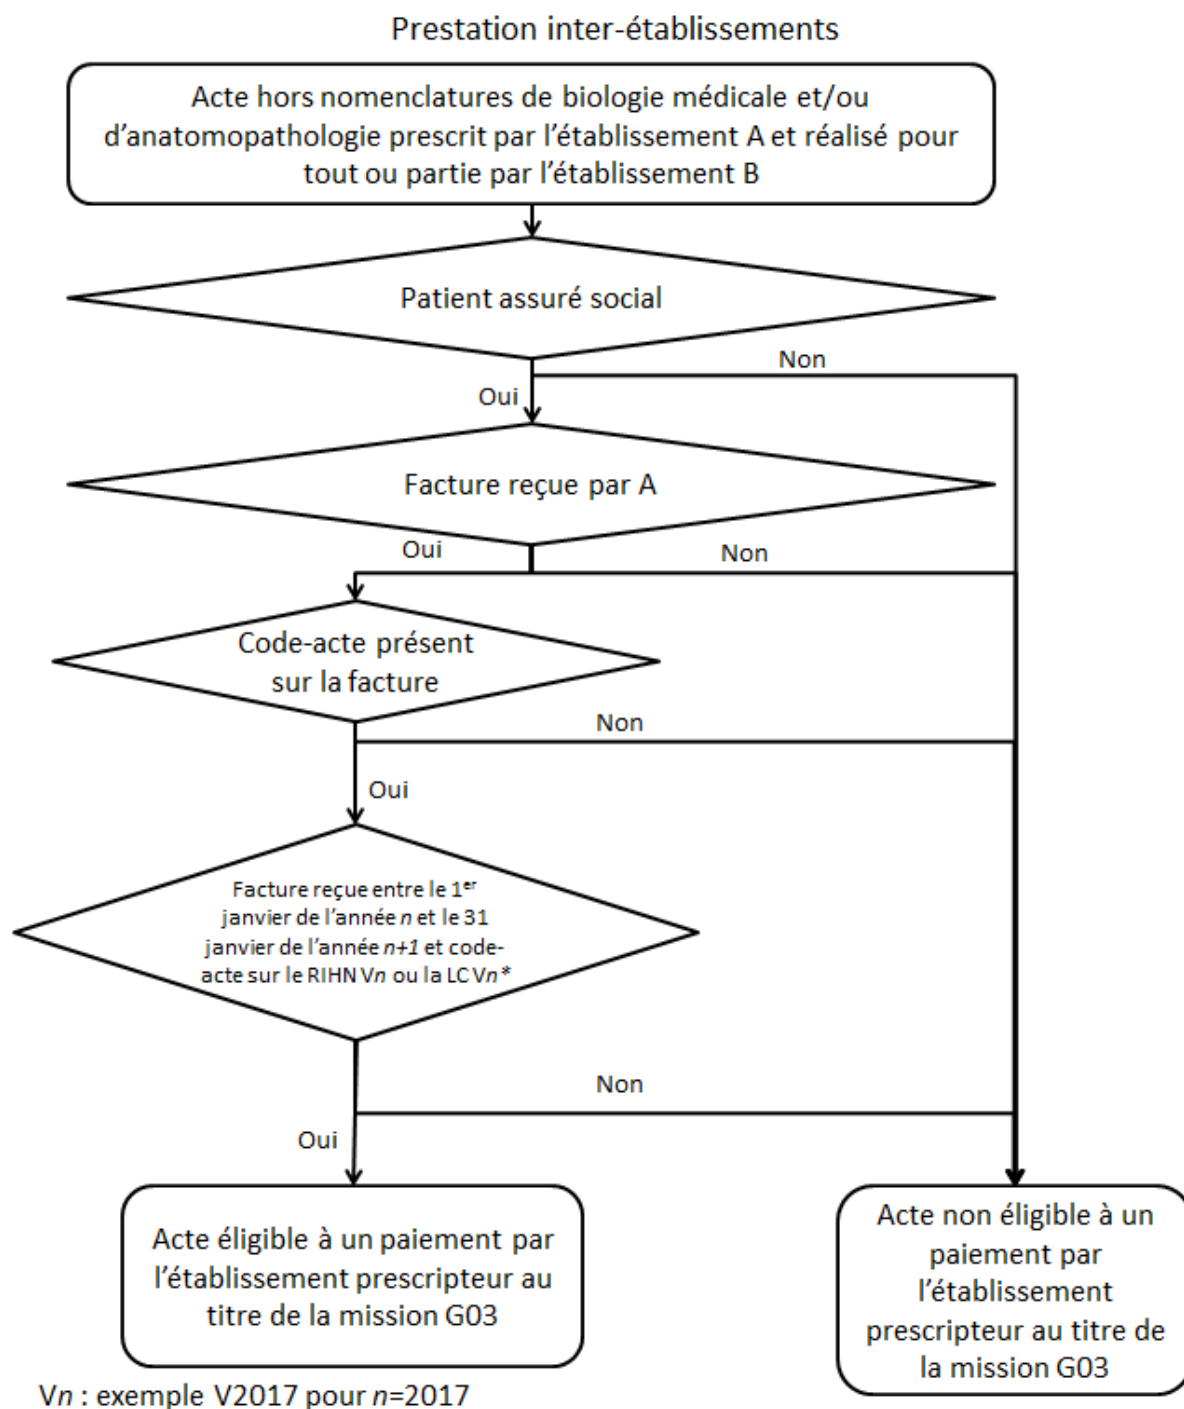 Prestation inter-établissements
Acte hors nomenclatures de biologie médicale et/ou
d'anatomopathologie prescrit par l'établissement A et réalisé pour
tout ou partie par l'établissement B
Patient assuré social
Non
Oui
Facture reçue par A
Oui
Non
Code-acte présent
sur la facture
Non
Oui
Facture reçue entre le 1er
janvier de l'année n et le 31
janvier de l'année n+1 et code-
acte sur le RIHN Vn ou la LC Vn*
Non
Oui
Acte éligible à un paiement par
l'établissement prescripteur au
titre de la mission G03
Acte non éligible à un
paiement par
l'établissement
prescripteur au titre de
la mission G03
Vn : exemple V2017 pour n=2017